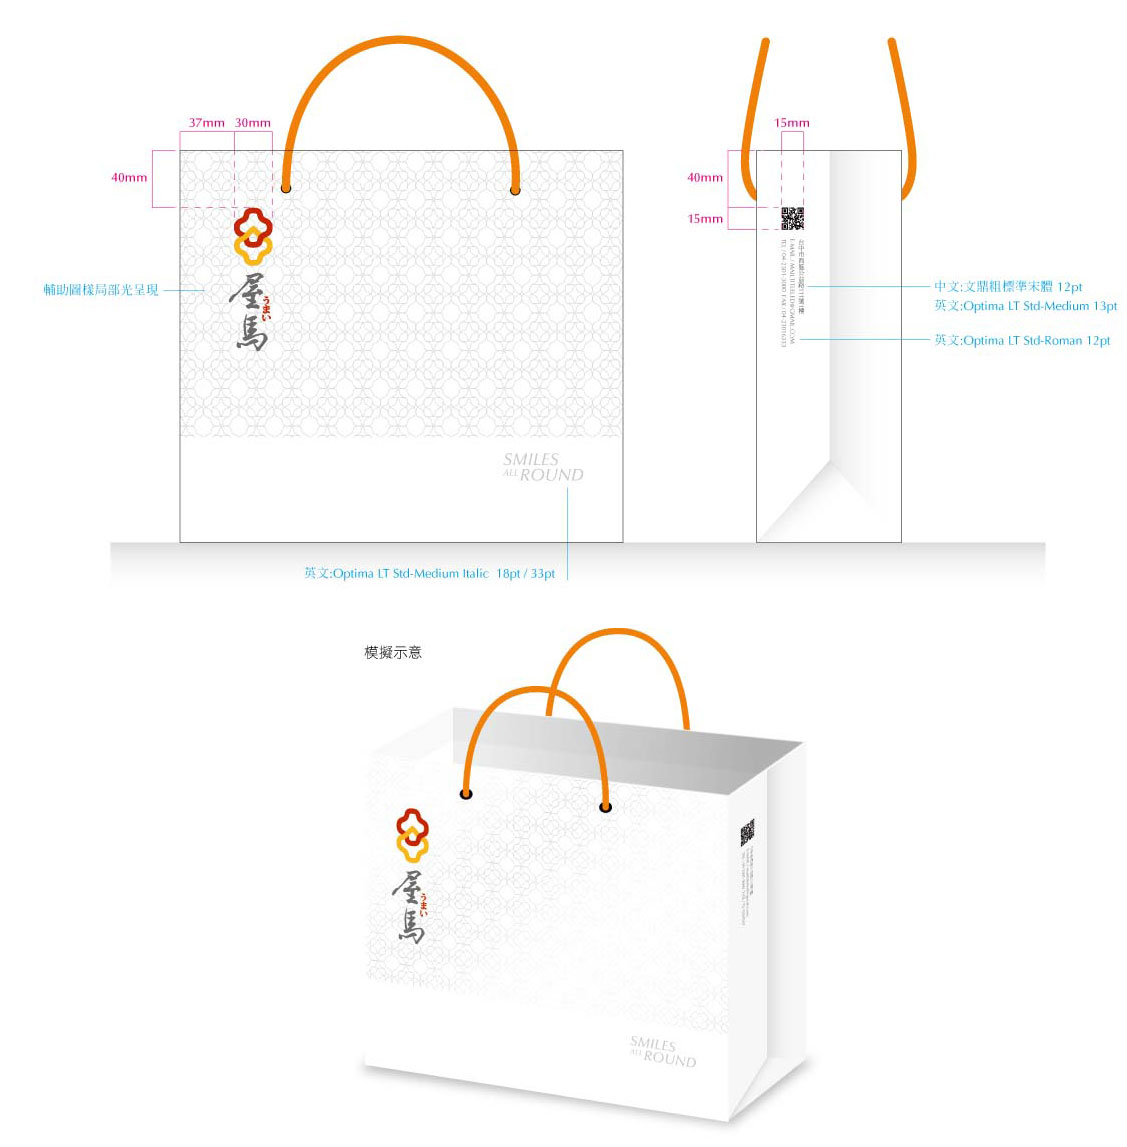 37mm 30mm
40mm
屋馬
うまい
輔助圖樣局部光呈現
SMILES
ALL ROUND
英文:Optima LT Std-Medium Italic 18pt / 33pt
15mm
40mm
15mm
中文:文鼎粗標準宋體 12pt
英文:Optima LT Std-Medium 13pt
英文:Optima LT Std-Roman 12pt
模擬示意
屋馬
うまい
SMILES
ALL ROUND